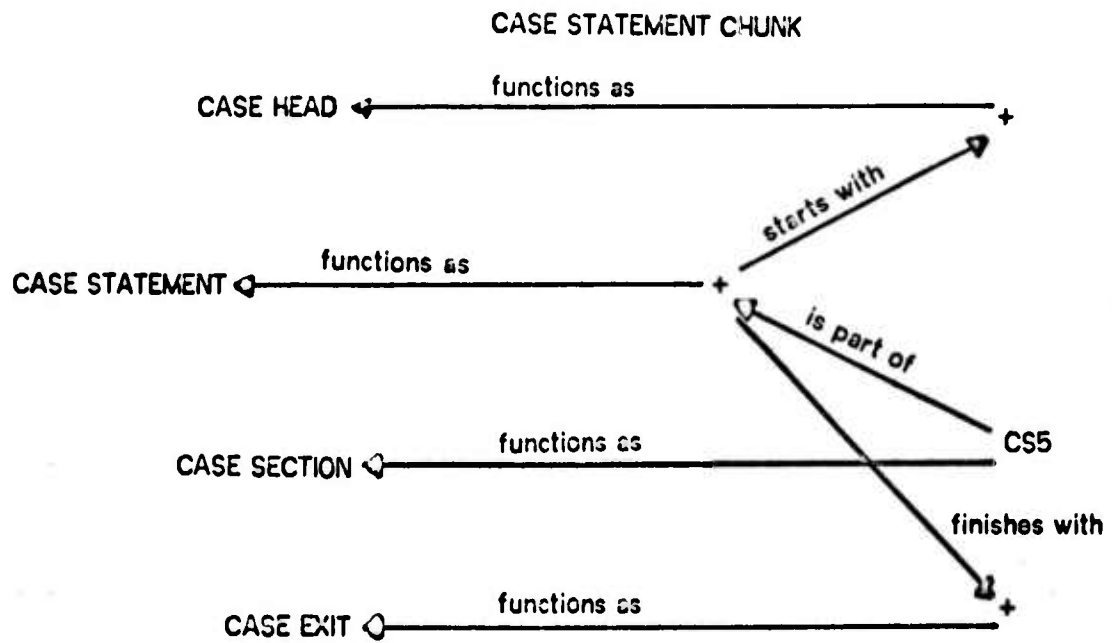 CASE STATEMENT CHUNK
functions as
CASE HEAD
+
starts with
functions as
CASE STATEMENT
+
is part of
CS5
functions as
CASE SECTION
finishes with
+
functions as
CASE EXIT